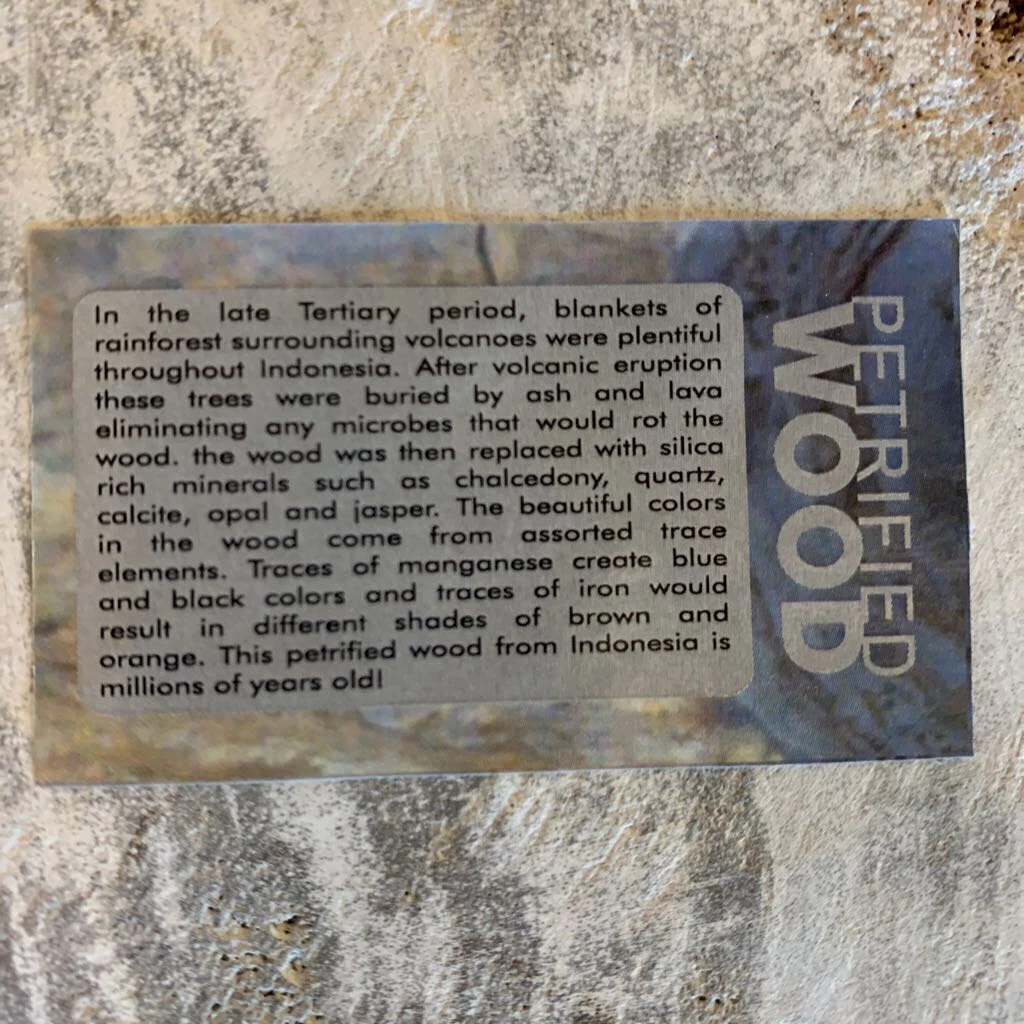 In the late Tertiary period, blankets of
rainforest surrounding volcanoes were plentiful
throughout Indonesia. After volcanic eruption
these trees were buried by ash and lava
eliminating any microbes that would rot the
wood. the wood was then replaced with silica
rich minerals such as chalcedony, quartz,
calcite, opal and jasper. The beautiful colors
in the wood come from assorted trace
elements. Traces of manganese create blue
and black colors and traces of iron would
result in different shades of brown and
orange. This petrified wood from Indonesia is
millions of years old!
PETRIFIED
WOOD